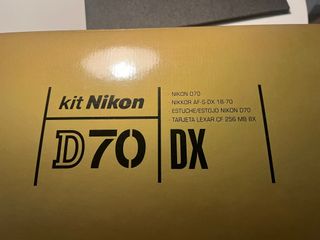 kit Nikon
D70 DX
· NIKON D70
· NIKKOR AF-S DX 18-70
· ESTUCHE/ESTOJO NIKON D70
· TARJETA LEXAR CF 256 MB 8X